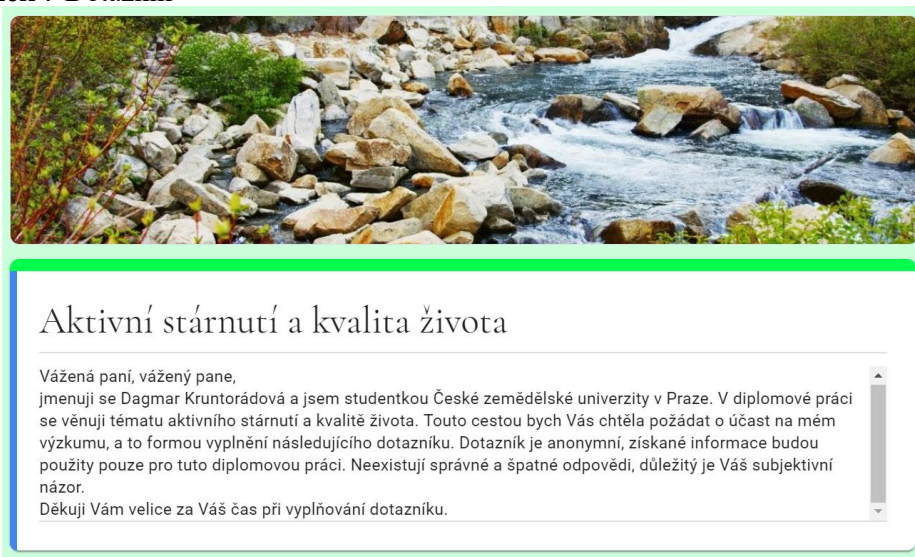 Aktivní stárnutí a kvalita života
Vážená paní, vážený pane,
jmenuji se Dagmar Kruntorádová a jsem studentkou České zemědělské univerzity v Praze. V diplomové práci
se věnuji tématu aktivního stárnutí a kvalitě života. Touto cestou bych Vás chtěla požádat o účast na mém
výzkumu, a to formou vyplnění následujícího dotazníku. Dotazník je anonymní, získané informace budou
použity pouze pro tuto diplomovou práci. Neexistují správné a špatné odpovědi, důležitý je Váš subjektivní
názor.
Děkuji Vám velice za Váš čas při vyplňování dotazníku.